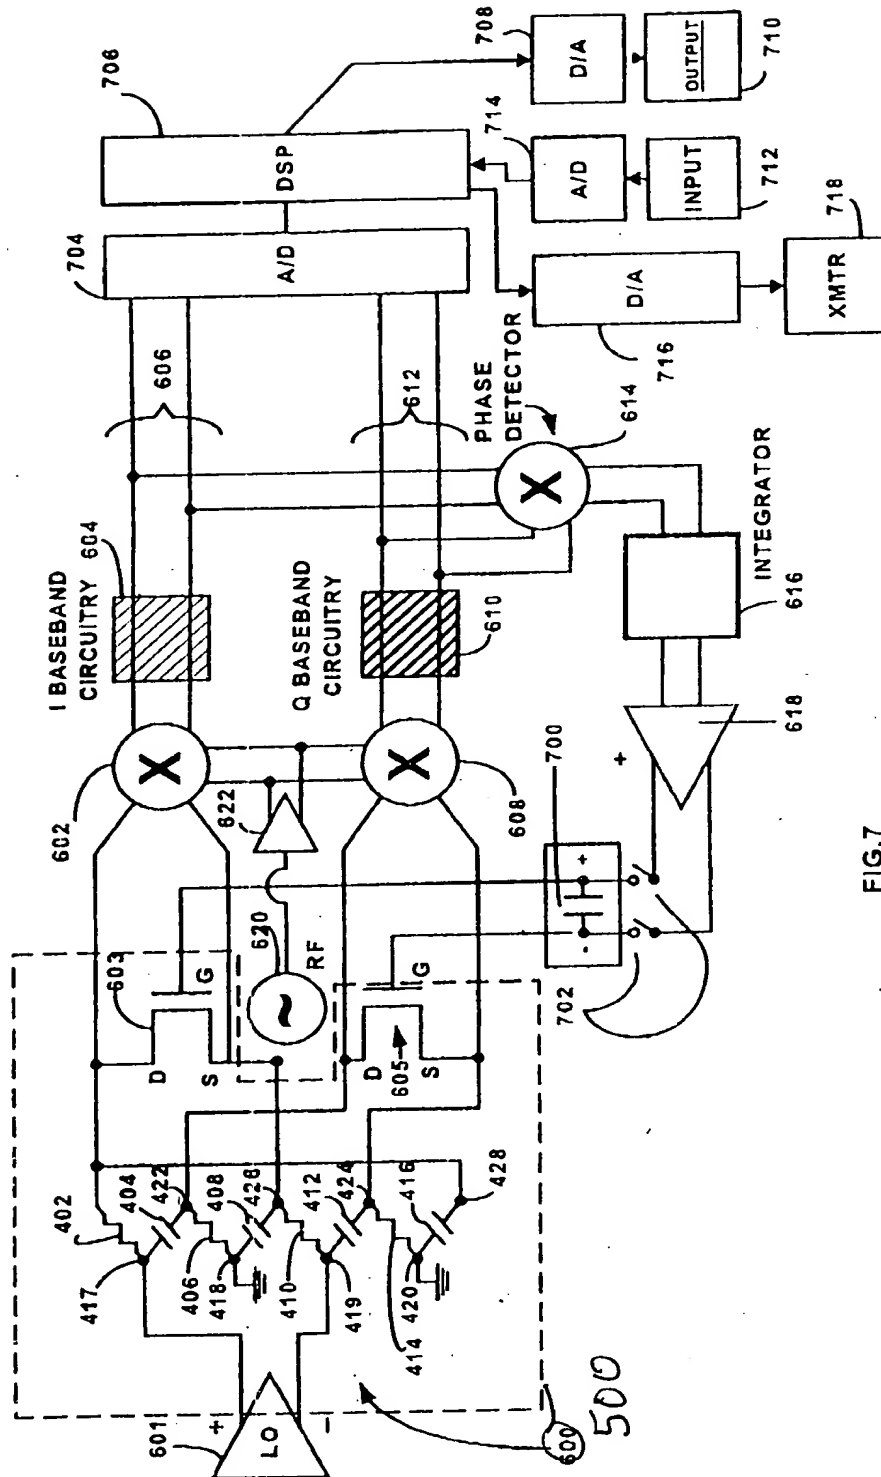 706
704
606
I BASEBAND
CIRCUITRY
604
602
603
402
404
422
417
406
408
418
426
410
412
424
419
414
416
420
428
601
LO
+
−
D
S
G
620
RF
622
D
S
G
605
X
X
608
Q BASEBAND
CIRCUITRY
610
612
PHASE
DETECTOR
614
X
A/D
DSP
708
D/A
OUTPUT
710
714
A/D
INPUT
712
D/A
716
718
XMTR
INTEGRATOR
616
618
+
700
+
-
702
600
500
FIG.7